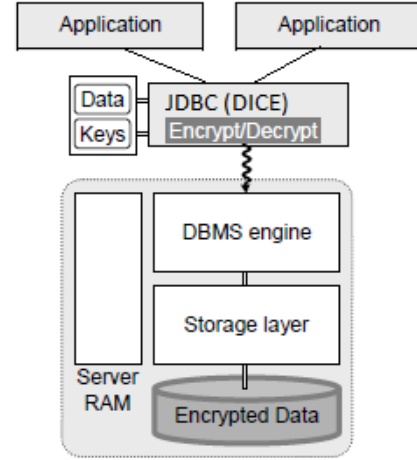 Application
Application
Data
Keys
JDBC (DICE)
Encrypt/Decrypt
DBMS engine
Storage layer
Server
RAM
Encrypted Data